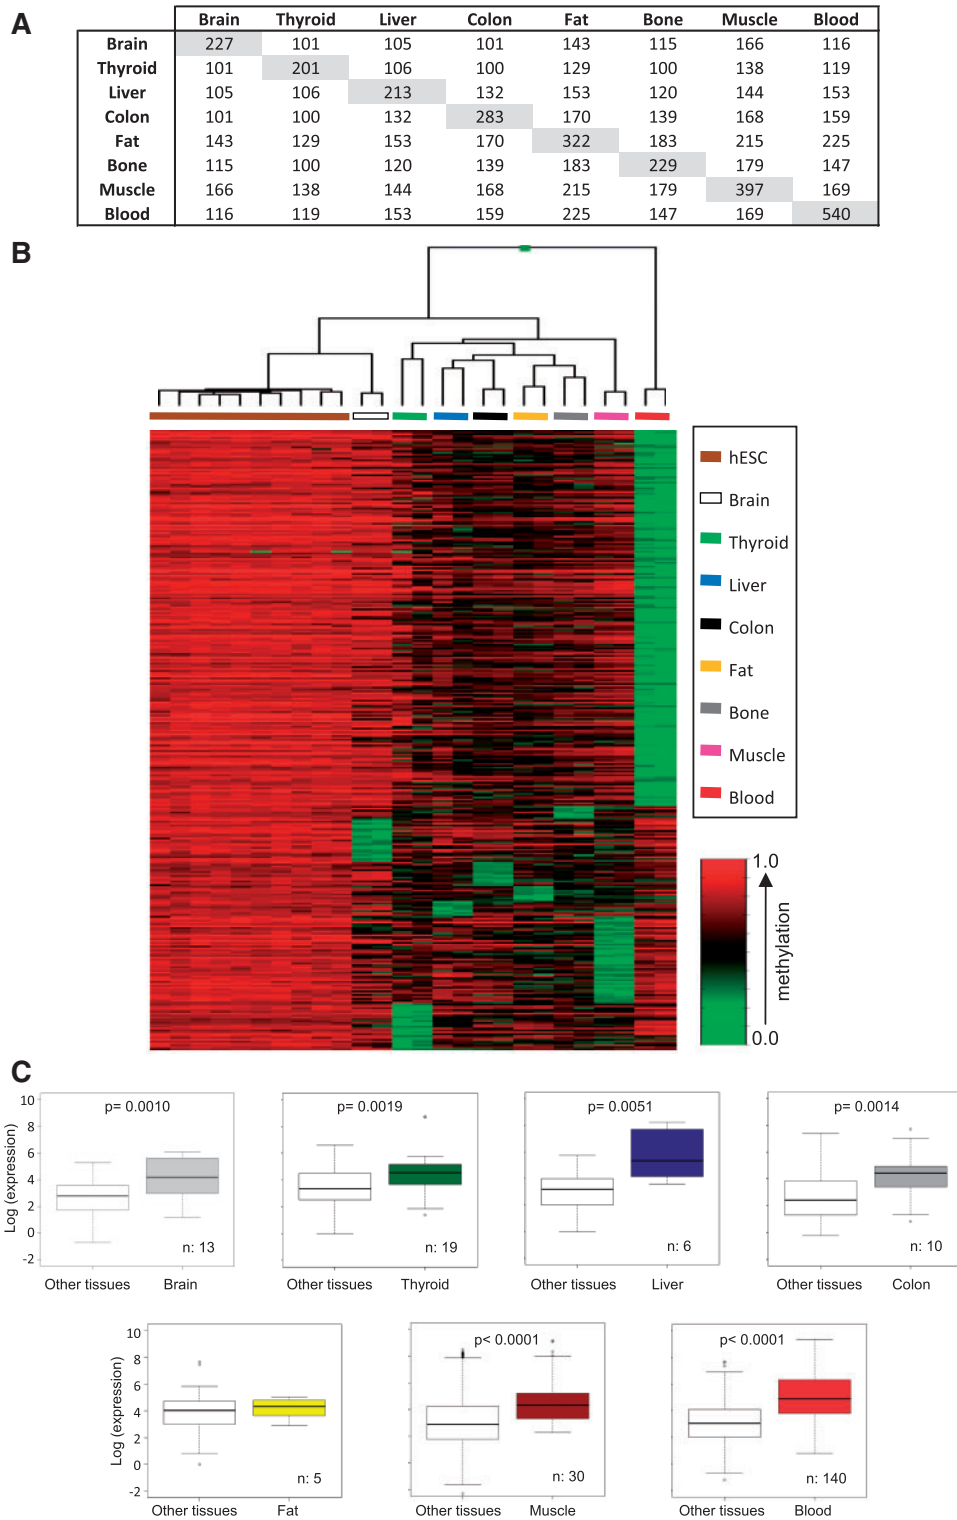 A
Brain Thyroid Liver Colon Fat Bone Muscle Blood
Brain 227 101 105 101 143 115 166 116
Thyroid 101 201 106 100 129 100 138 119
Liver 105 106 213 132 153 120 144 153
Colon 101 100 132 283 170 139 168 159
Fat 143 129 153 170 322 183 215 225
Bone 115 100 120 139 183 229 179 147
Muscle 166 138 144 168 215 179 397 169
Blood 116 119 153 159 225 147 169 540
B
hESC
Brain
Thyroid
Liver
Colon
Fat
Bone
Muscle
Blood
1.0
methylation
0.0
C
Log (expression)
10
8
6
4
2
0
-2
p= 0.0010
n: 13
Other tissues Brain
p= 0.0019
n: 19
Other tissues Thyroid
p= 0.0051
n: 6
Other tissues Liver
p= 0.0014
n: 10
Other tissues Colon
Log (expression)
10
8
6
4
2
0
-2
n: 5
Other tissues Fat
p< 0.0001
n: 30
Other tissues Muscle
p< 0.0001
n: 140
Other tissues Blood